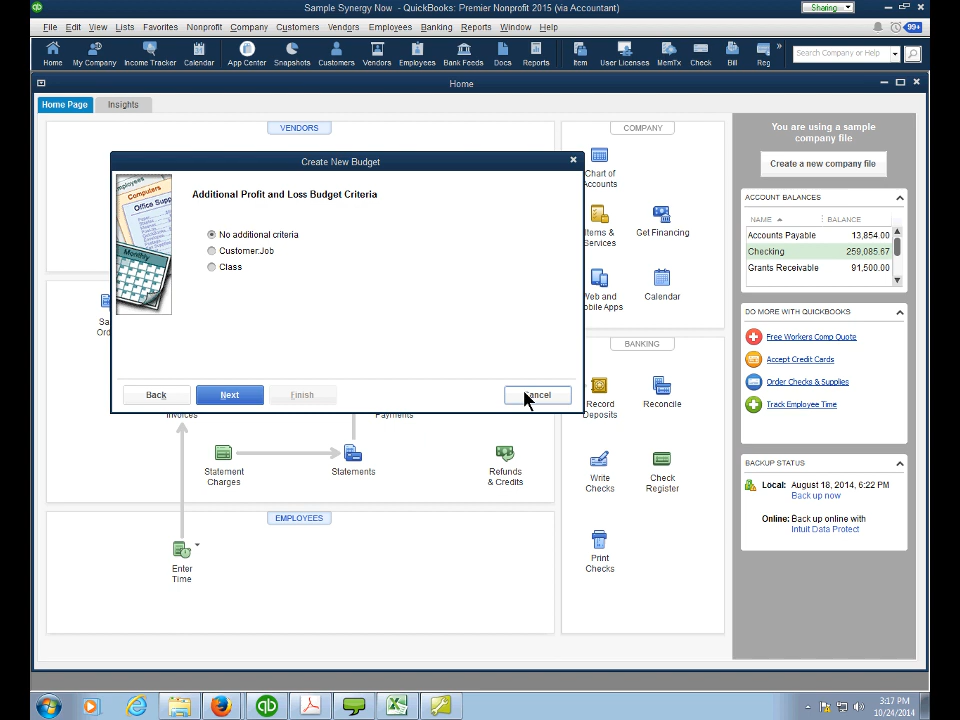 Sample Synergy Now - QuickBooks: Premier Nonprofit 2015 (via Accountant)
Sharing
File Edit View Lists Favorites Nonprofit Company Customers Vendors Employees Banking Reports Window Help
99+
Home My Company Income Tracker Calendar App Center Snapshots Customers Vendors Employees Bank Feeds Docs Reports Item User Licenses MemTx Check Bill Reg
Search Company or Help
Home
Home Page Insights
VENDORS
COMPANY
You are using a sample
company file
Create a new company file
Create New Budget
Additional Profit and Loss Budget Criteria
No additional criteria
Customer:Job
Class
Back Next Finish
employees
Computers
Office Supp
Monthly
Chart of
Accounts
Items &
Services
Get Financing
Calendar
BANKING
Record
Deposits
Reconcile
Write
Checks
Check
Register
Print
Checks
Statement
Charges
Statements
Refunds
& Credits
EMPLOYEES
Enter
Time
ACCOUNT BALANCES
NAME BALANCE
Accounts Payable 13,854.00
Checking 259,085.67
Grants Receivable 91,500.00
DO MORE WITH QUICKBOOKS
Free Workers Comp Quote
Accept Credit Cards
Order Checks & Supplies
Track Employee Time
BACKUP STATUS
Local: August 18, 2014, 6:22 PM
Back up now
Online: Back up online with
Intuit Data Protect
3:17 PM
10/24/2014